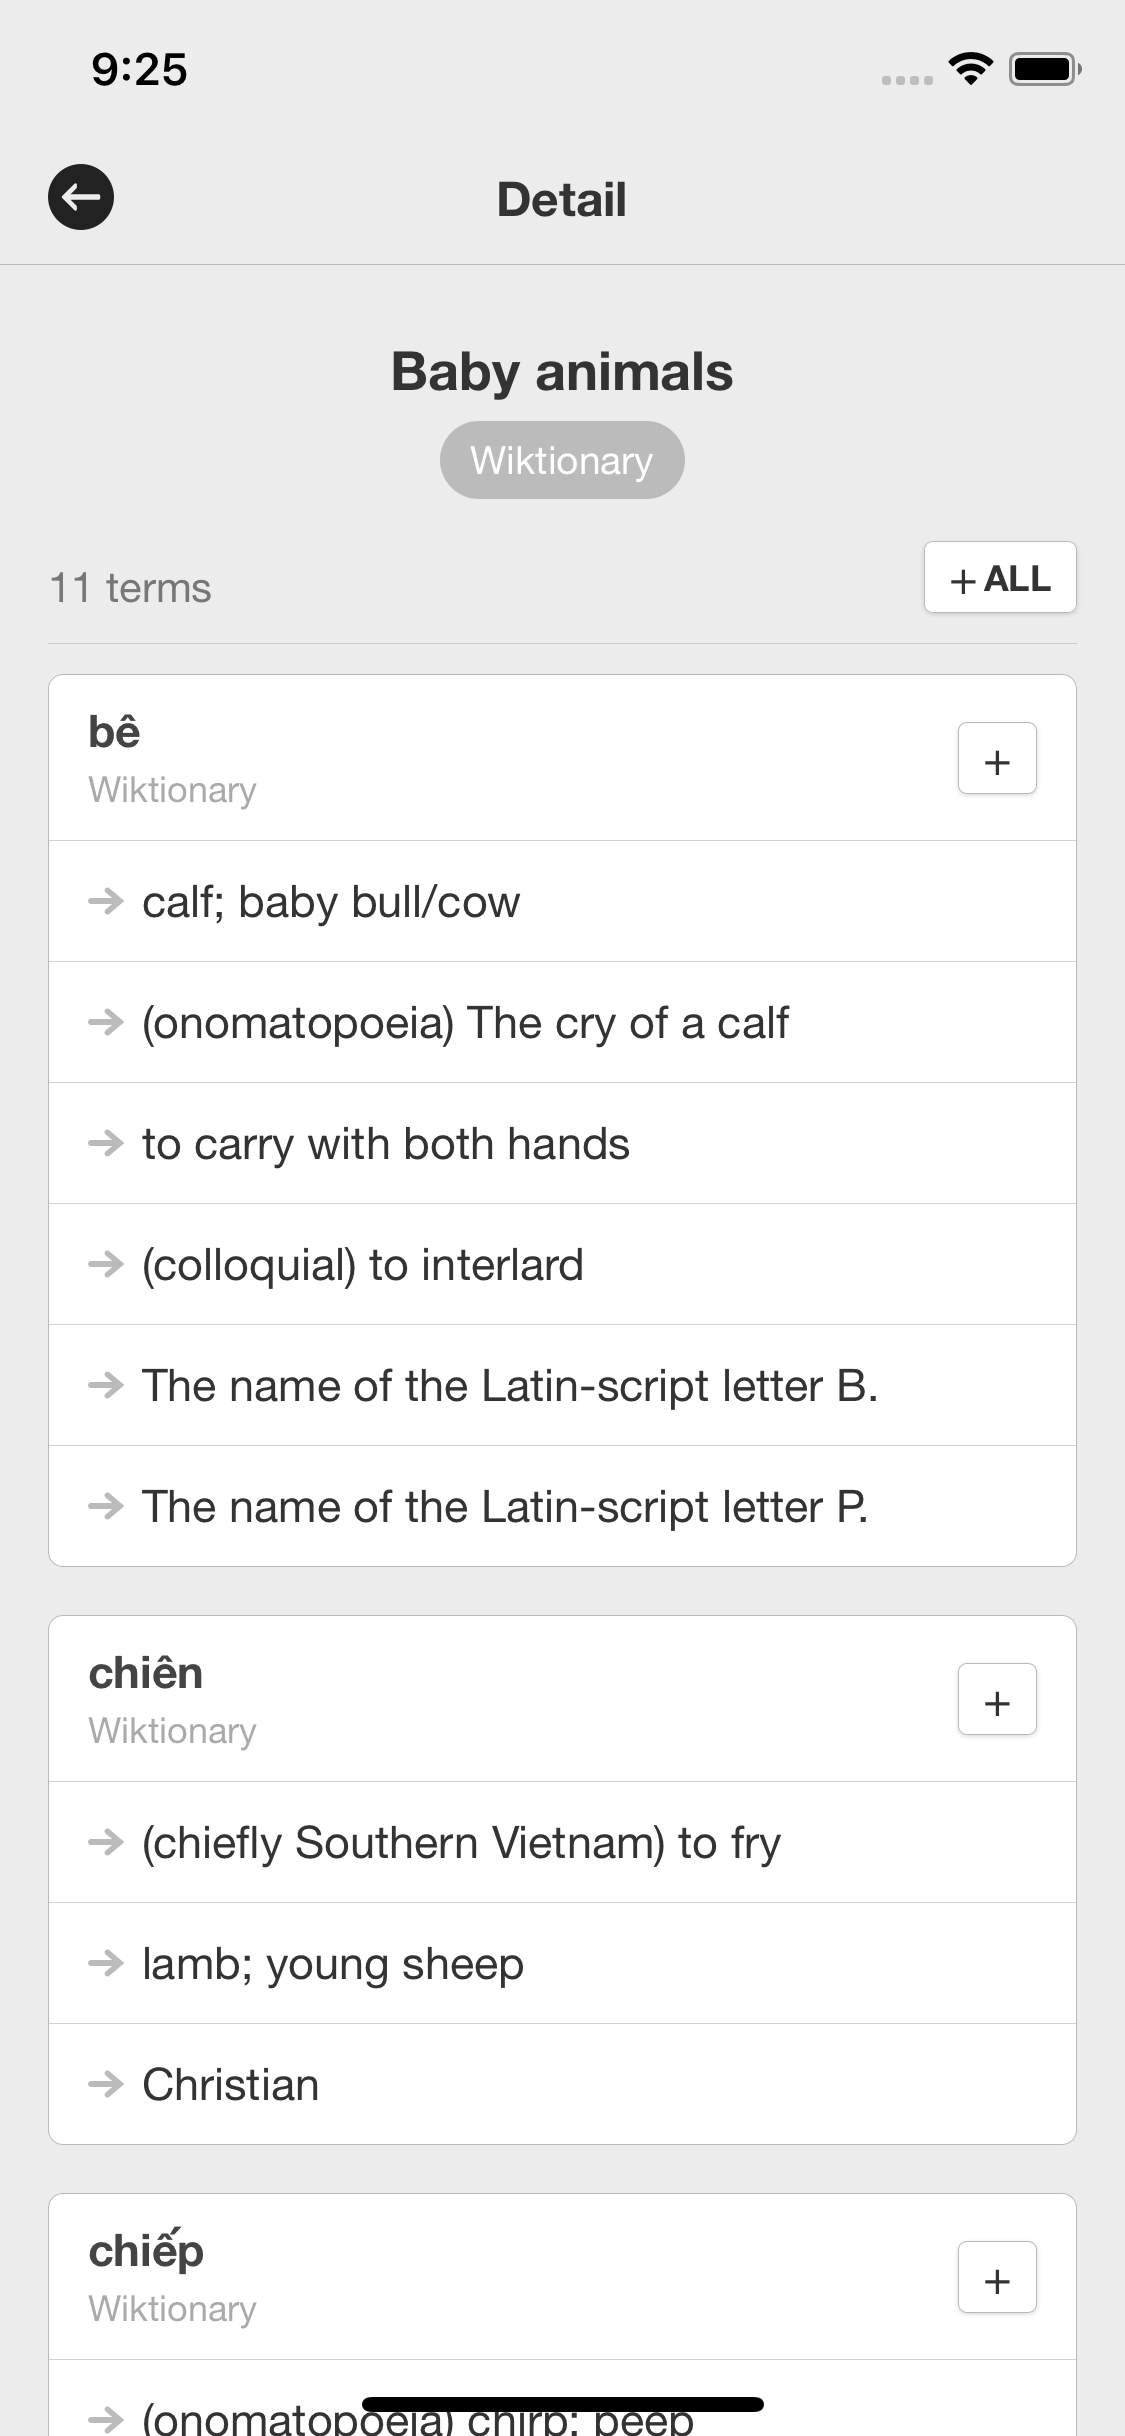 9:25
Detail
Baby animals
Wiktionary
11 terms
+ ALL
bê
Wiktionary
+
→ calf; baby bull/cow
→ (onomatopoeia) The cry of a calf
→ to carry with both hands
→ (colloquial) to interlard
→ The name of the Latin-script letter B.
→ The name of the Latin-script letter P.
chiên
Wiktionary
+
→ (chiefly Southern Vietnam) to fry
→ lamb; young sheep
→ Christian
chiếp
Wiktionary
+
→ (onomatopoeia) chirp; beep